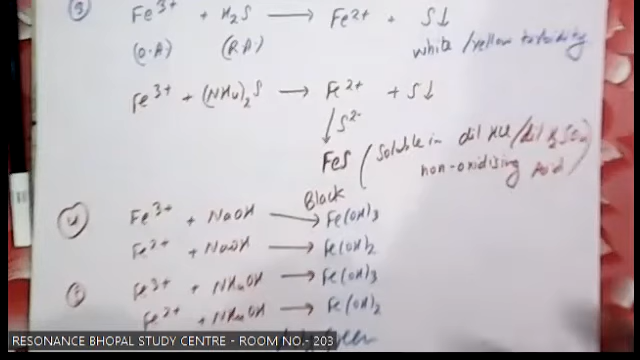 ③ Fe³⁺ + H₂S ⟶ Fe²⁺ + S↓
(O.A) (R.A) white/yellow turbidity
Fe³⁺ + (NH₄)₂S ⟶ Fe²⁺ + S↓
↓S²⁻
FeS (Soluble in dil HCl/dil H₂SO₄
Black non-oxidising Acid)
④ Fe³⁺ + NaOH ⟶ Fe(OH)₃
Fe²⁺ + NaOH ⟶ Fe(OH)₂
⑤ Fe³⁺ + NH₄OH ⟶ Fe(OH)₃
Fe²⁺ + NH₄OH ⟶ Fe(OH)₂
RESONANCE BHOPAL STUDY CENTRE - ROOM NO.- 203